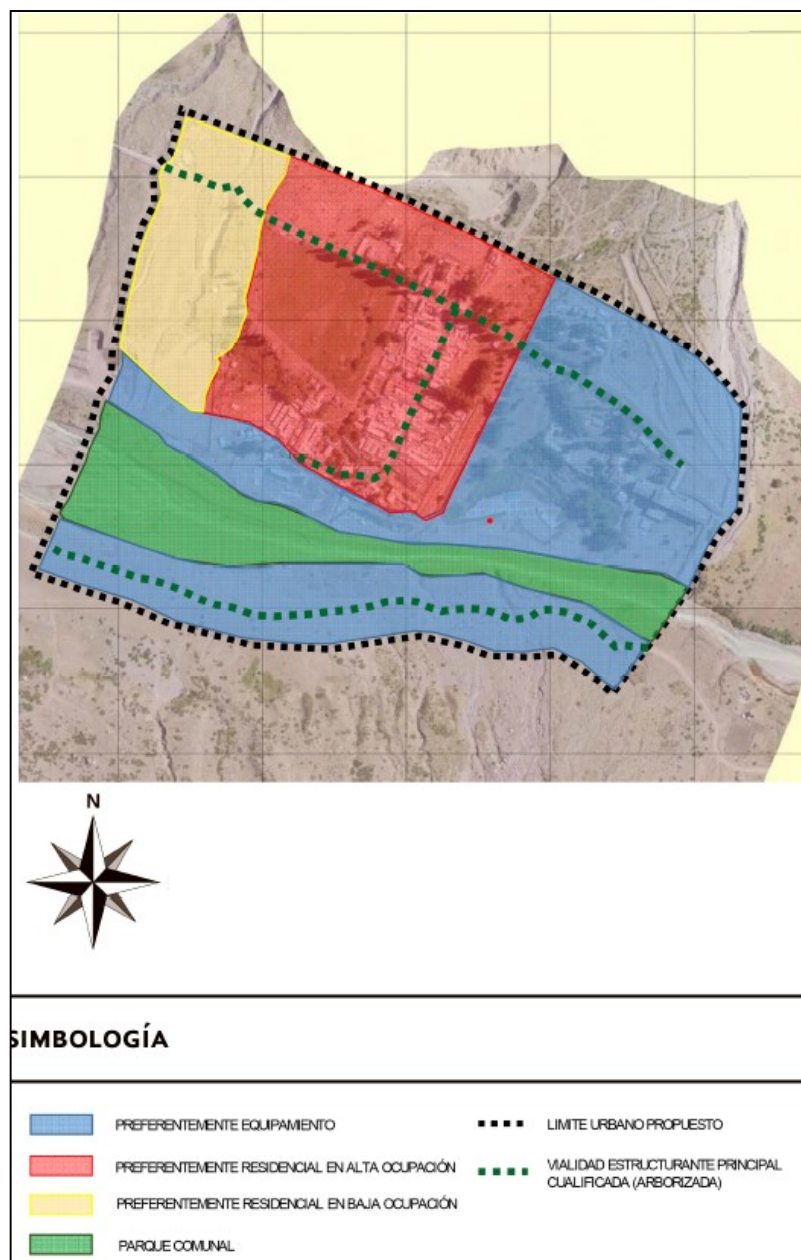 N
SIMBOLOGÍA
PREFERENTEMENTE EQUIPAMIENTO
PREFERENTEMENTE RESIDENCIAL EN ALTA OCUPACIÓN
PREFERENTEMENTE RESIDENCIAL EN BAJA OCUPACIÓN
PARQUE COMUNAL
LIMITE URBANO PROPUESTO
VIALIDAD ESTRUCTURANTE PRINCIPAL
CUALIFICADA (ARBORIZADA)